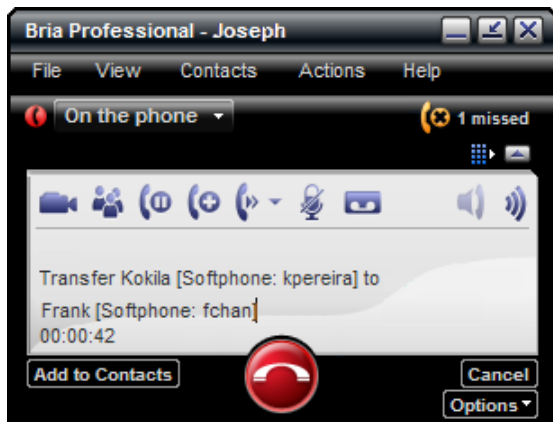 Bria Professional - Joseph
File View Contacts Actions Help
On the phone
1 missed
Transfer Kokila [Softphone: kpereira] to
Frank [Softphone: fchan]
00:00:42
Add to Contacts
Cancel
Options